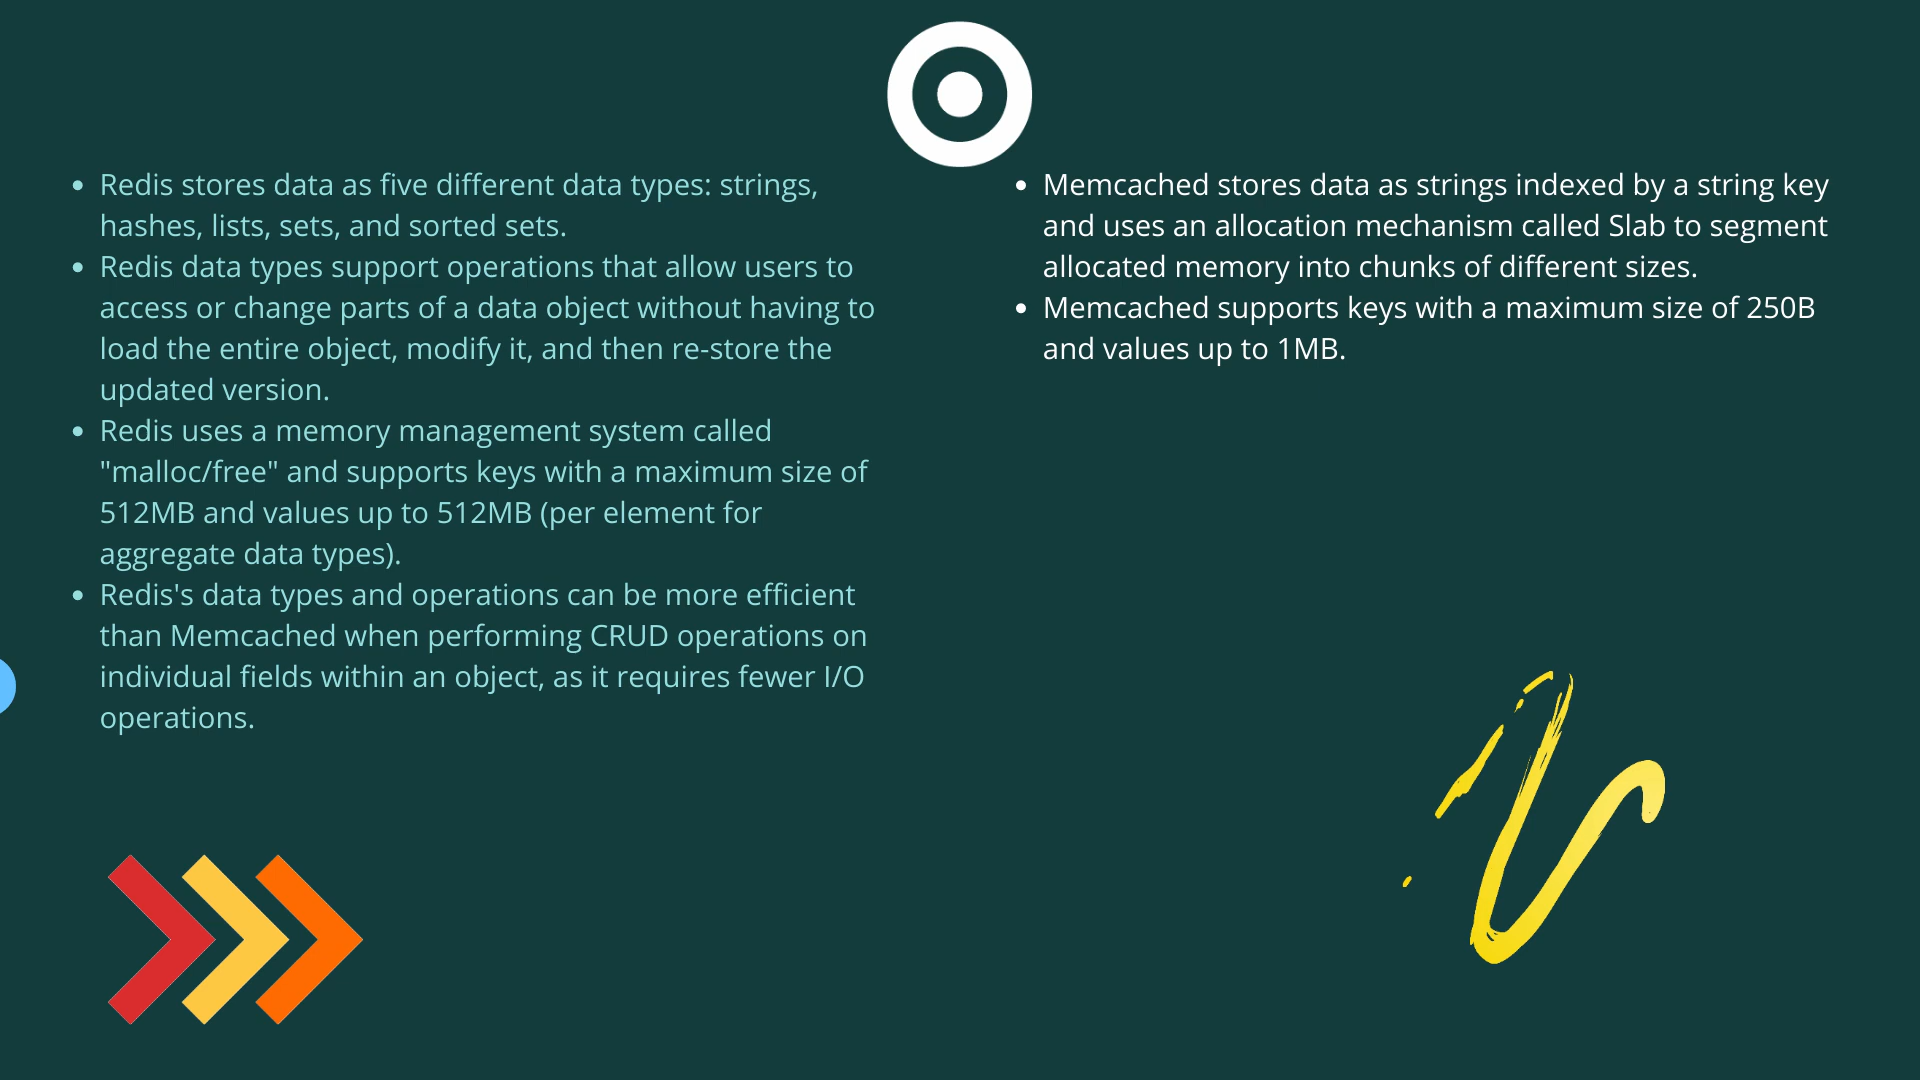 • Redis stores data as five different data types: strings,
hashes, lists, sets, and sorted sets.
• Redis data types support operations that allow users to
access or change parts of a data object without having to
load the entire object, modify it, and then re-store the
updated version.
• Redis uses a memory management system called
"malloc/free" and supports keys with a maximum size of
512MB and values up to 512MB (per element for
aggregate data types).
• Redis's data types and operations can be more efficient
than Memcached when performing CRUD operations on
individual fields within an object, as it requires fewer I/O
operations.
• Memcached stores data as strings indexed by a string key
and uses an allocation mechanism called Slab to segment
allocated memory into chunks of different sizes.
• Memcached supports keys with a maximum size of 250B
and values up to 1MB.